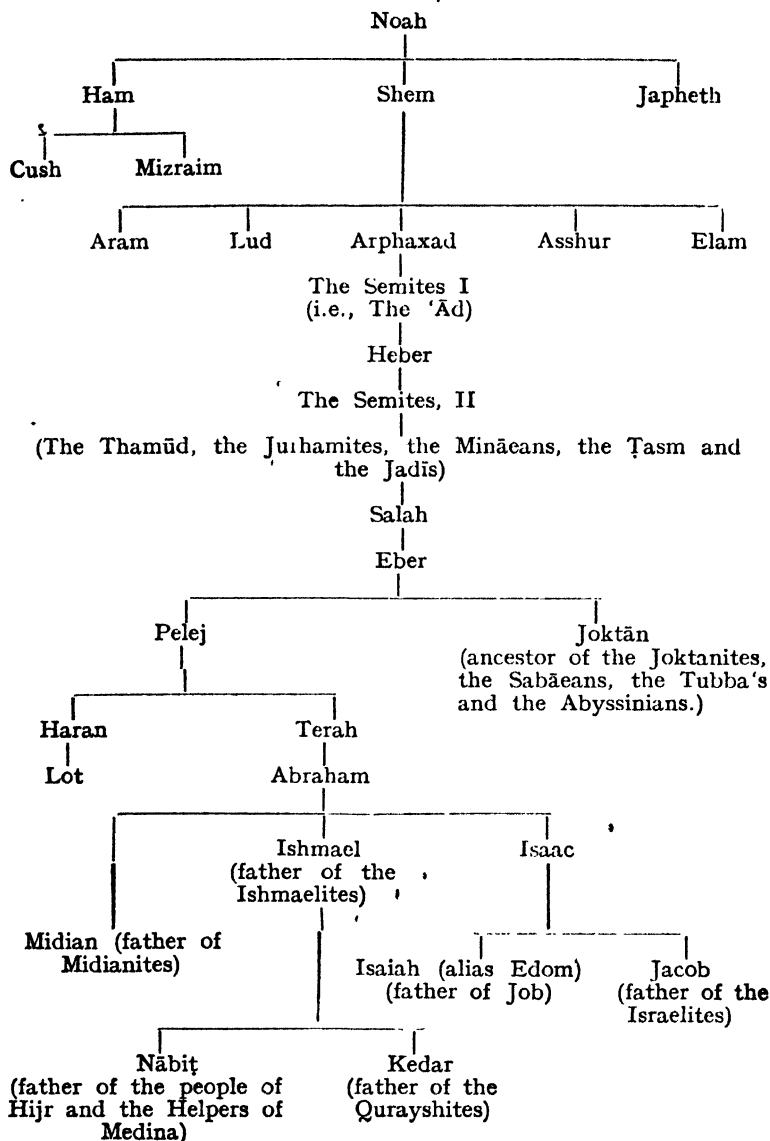 Noah
Ham Shem Japheth
Cush Mizraim
Aram Lud Arphaxad Asshur Elam
The Semites I
(i.e., The ‘Ād)
Heber
The Semites, II
(The Thamūd, the Jurhamites, the Mināeans, the Ṭasm and
the Jadīs)
Salah
Eber
Pelej Joktān
(ancestor of the Joktanites,
the Sabāeans, the Tubba's
and the Abyssinians.)
Haran Terah
Lot Abraham
Ishmael Isaac
(father of the
Ishmaelites)
Midian (father of
Midianites)
Isaiah (alias Edom) Jacob
(father of Job) (father of the
Israelites)
Nābiṭ Kedar
(father of the people of (father of the
Hijr and the Helpers of Qurayshites)
Medina)